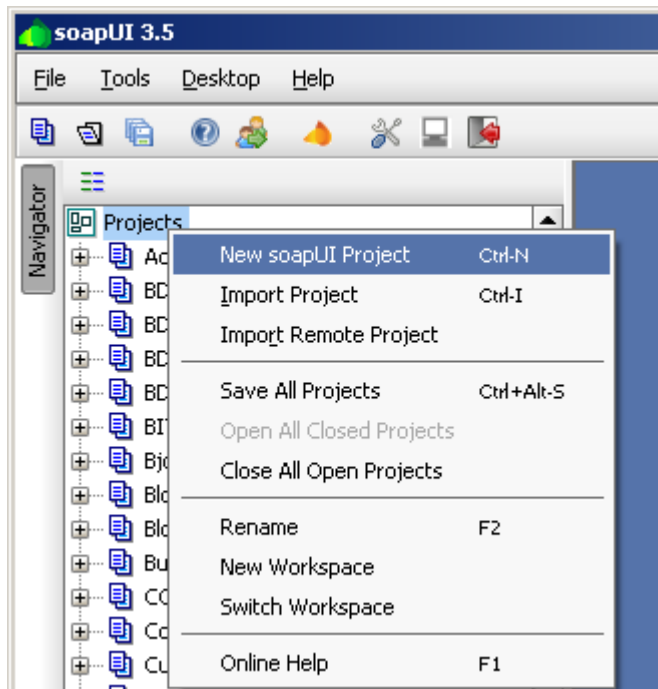 soapUI 3.5
File Tools Desktop Help
Navigator
Projects
New soapUI Project Ctrl-N
Import Project Ctrl-I
Import Remote Project
Save All Projects Ctrl+Alt-S
Open All Closed Projects
Close All Open Projects
Rename F2
New Workspace
Switch Workspace
Online Help F1